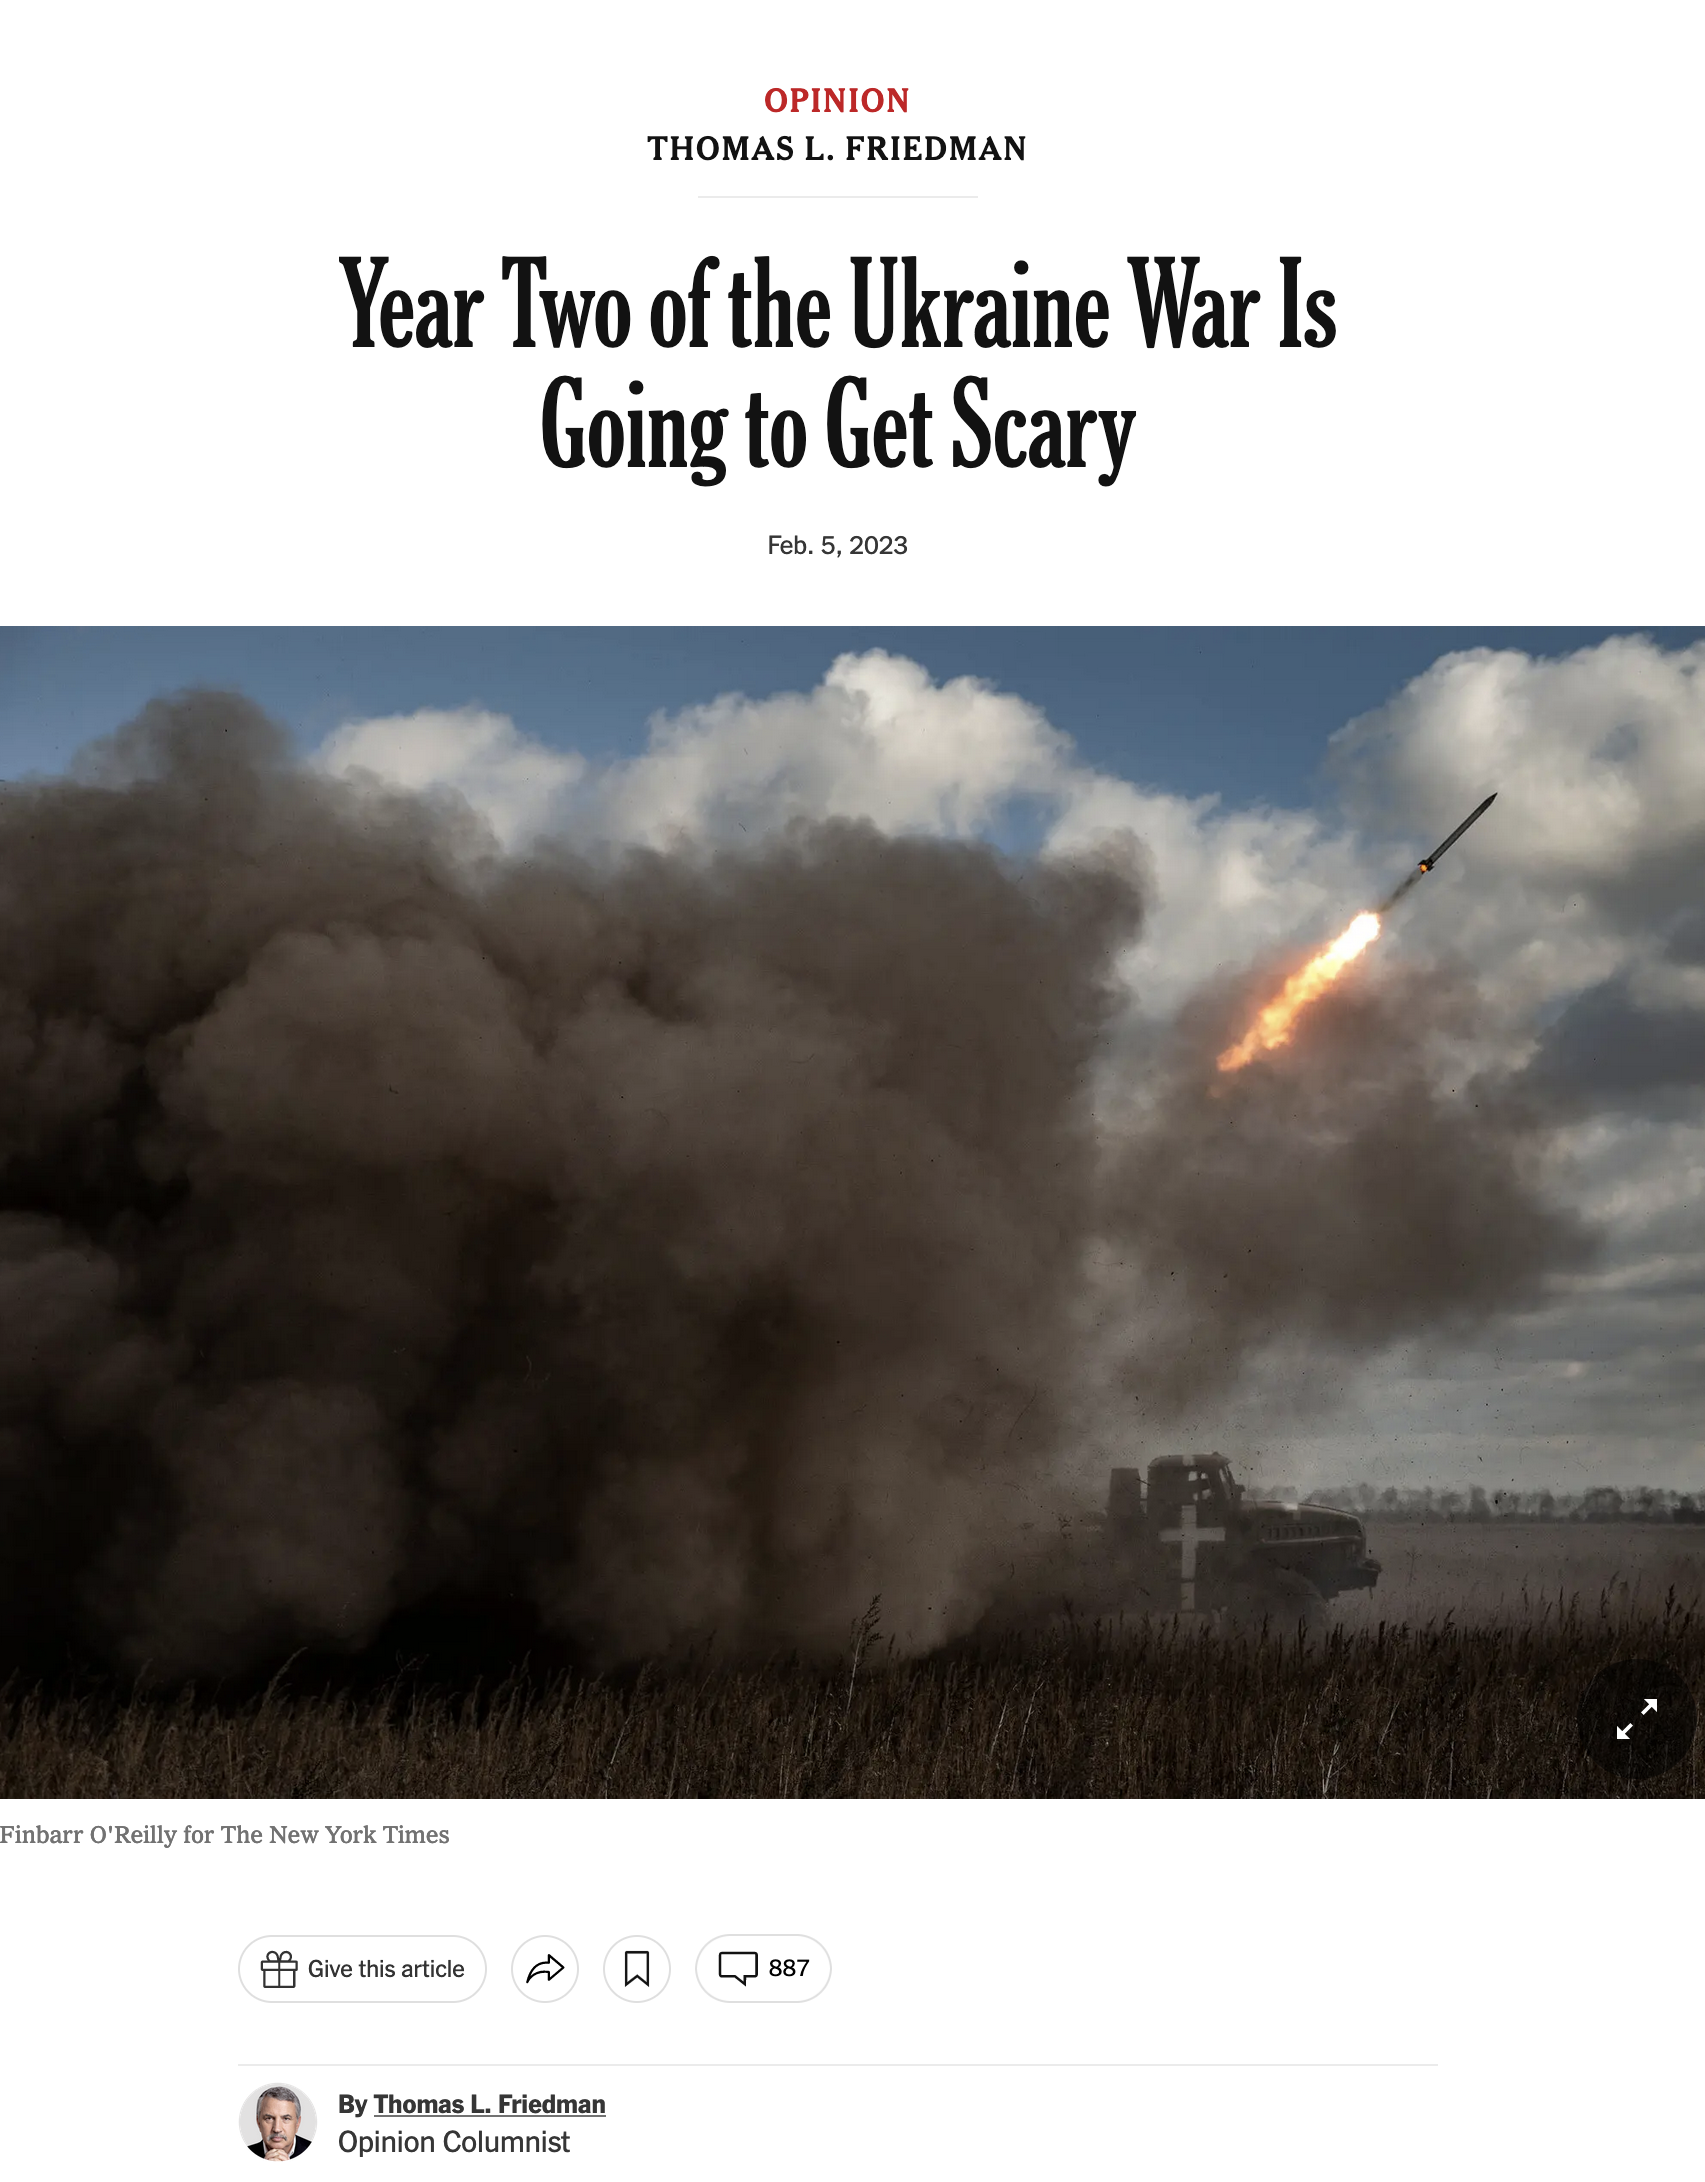 OPINION
THOMAS L. FRIEDMAN
Year Two of the Ukraine War Is
Going to Get Scary
Feb. 5, 2023
Finbarr O'Reilly for The New York Times
Give this article
887
By Thomas L. Friedman
Opinion Columnist